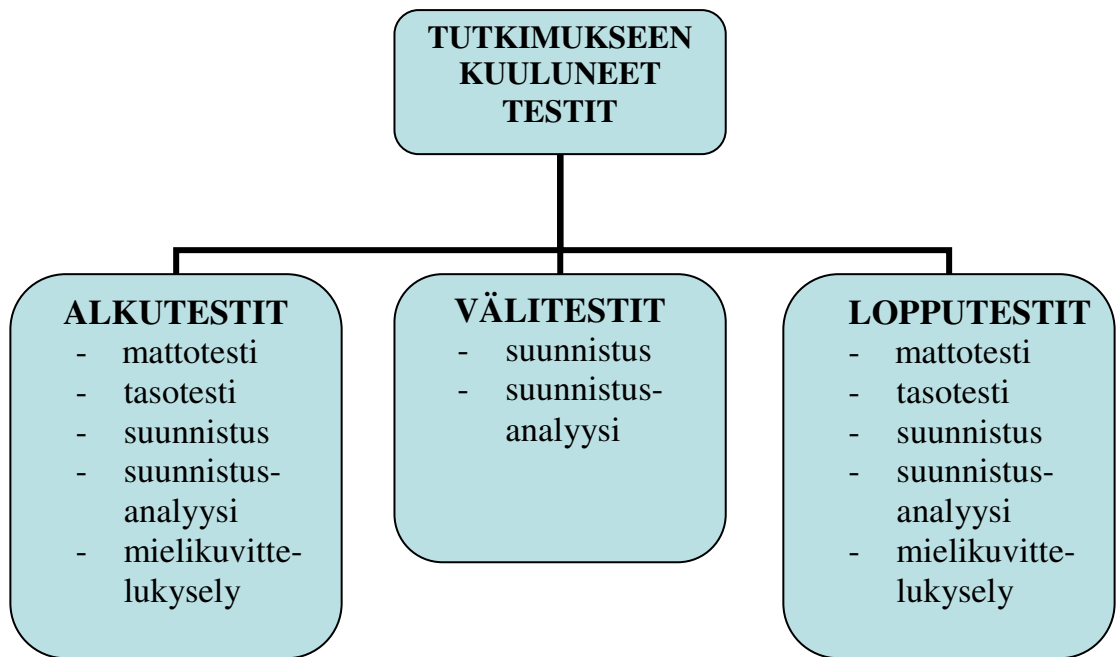 TUTKIMUKSEEN
KUULUNEET
TESTIT
ALKUTESTIT
- mattotesti
- tasotesti
- suunnistus
- suunnistus-
analyysi
- mielikuvitte-
lukysely
VÄLITESTIT
- suunnistus
- suunnistus-
analyysi
LOPPUTESTIT
- mattotesti
- tasotesti
- suunnistus
- suunnistus-
analyysi
- mielikuvitte-
lukysely